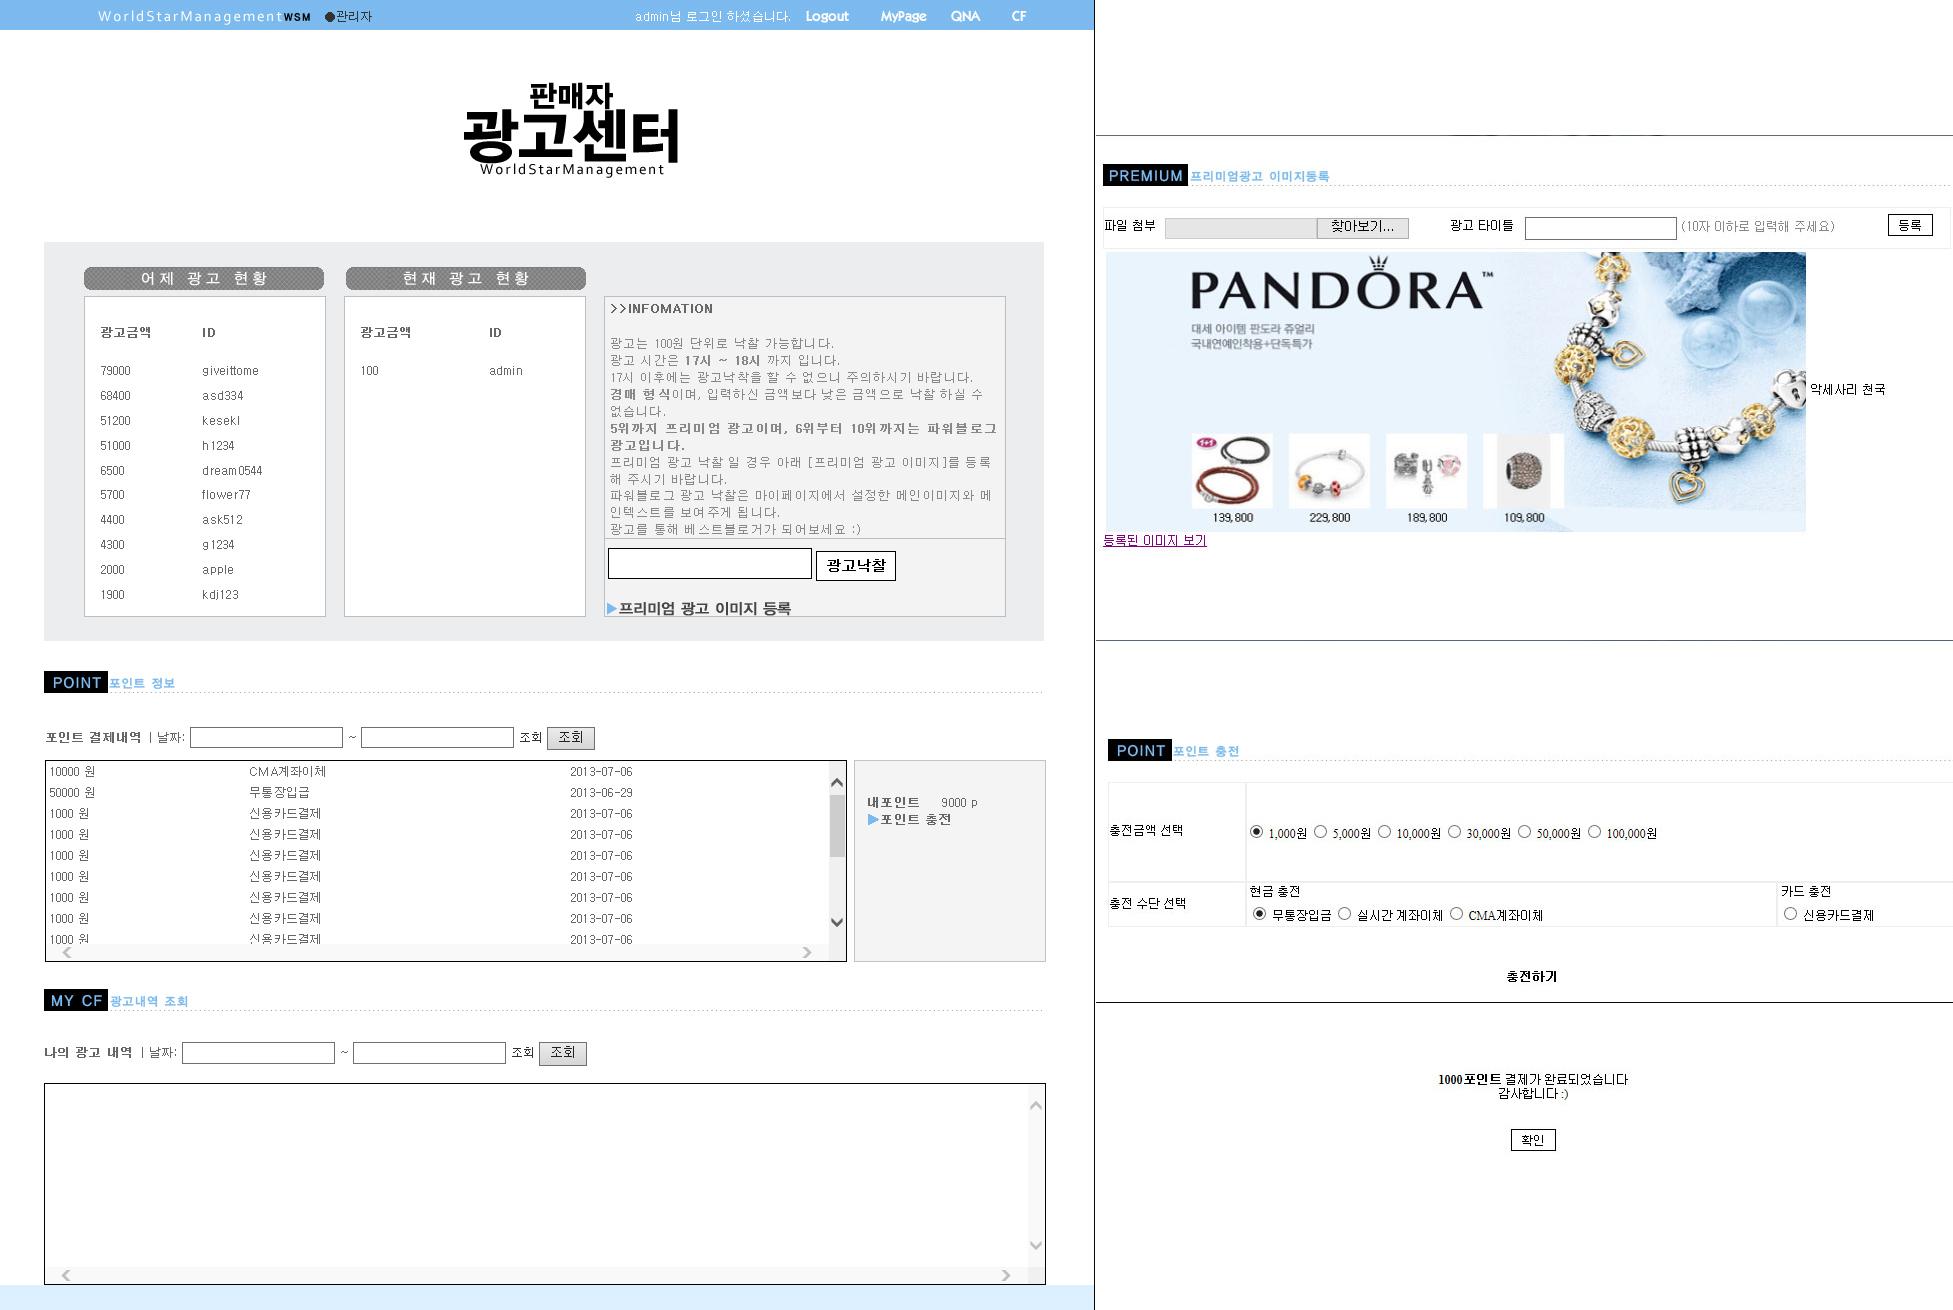 WorldStarManagementWSM ●관리자 admin님 로그인 하셨습니다. Logout MyPage QNA CF
판매자
광고센터
WorldStarManagement
어제 광고 현황
광고금액 ID
79000 giveittome
68400 asd334
51200 kesekl
51000 h1234
6500 dream0544
5700 flower77
4400 ask512
4300 g1234
2000 apple
1900 kdj123
현재 광고 현황
광고금액 ID
100 admin
>>INFOMATION
광고는 100원 단위로 낙찰 가능합니다.
광고 시간은 17시 ~ 18시 까지 입니다.
17시 이후에는 광고낙착을 할 수 없으니 주의하시기 바랍니다.
경매 형식이며, 입력하신 금액보다 낮은 금액으로 낙찰 하실 수
없습니다.
5위까지 프리미엄 광고이며, 6위부터 10위까지는 파워블로그
광고입니다.
프리미엄 광고 낙찰 일 경우 아래 [프리미엄 광고 이미지]를 등록
해 주시기 바랍니다.
파워블로그 광고 낙찰은 마이페이지에서 설정한 메인이미지와 메
인텍스트를 보여주게 됩니다.
광고를 통해 베스트블로거가 되어보세요 :)
광고낙찰
▶프리미엄 광고 이미지 등록
POINT 포인트 정보
포인트 결제내역 | 날짜: ~ 조회 조회
10000 원 CMA계좌이체 2013-07-06
50000 원 무통장입금 2013-06-29
1000 원 신용카드결제 2013-07-06
1000 원 신용카드결제 2013-07-06
1000 원 신용카드결제 2013-07-06
1000 원 신용카드결제 2013-07-06
1000 원 신용카드결제 2013-07-06
1000 원 신용카드결제 2013-07-06
1000 원 신용카드결제 2013-07-06
내포인트 9000 p
▶포인트 충전
MY CF 광고내역 조회
나의 광고 내역 | 날짜: ~ 조회 조회
PREMIUM 프리미엄광고 이미지등록
파일 첨부 찾아보기... 광고 타이틀 (10자 이하로 입력해 주세요) 등록
PANDORA™
대세 아이템 판도라 쥬얼리
국내연예인착용+단독특가
1+1
139,800 229,800 189,800 109,800
악세사리 천국
등록된 이미지 보기
POINT 포인트 충전
충전금액 선택 1,000원 5,000원 10,000원 30,000원 50,000원 100,000원
충전 수단 선택
현금 충전
무통장입금 실시간 계좌이체 CMA계좌이체
카드 충전
신용카드결제
충전하기
1000포인트 결제가 완료되었습니다
감사합니다 :)
확인